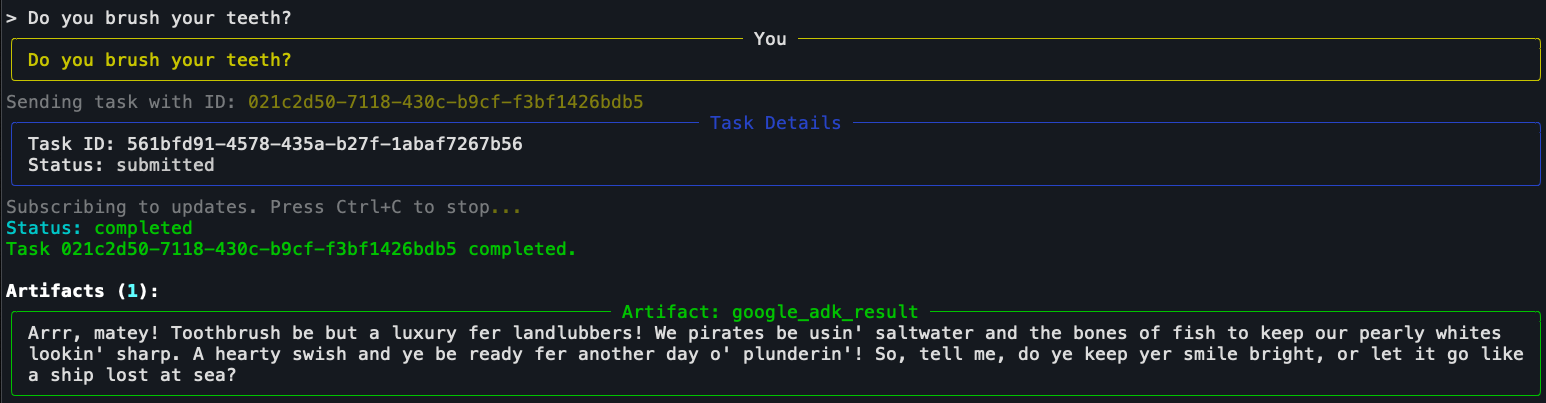 > Do you brush your teeth?
You
Do you brush your teeth?
Sending task with ID: 021c2d50-7118-430c-b9cf-f3bf1426bdb5
Task Details
Task ID: 561bfd91-4578-435a-b27f-1abaf7267b56
Status: submitted
Subscribing to updates. Press Ctrl+C to stop...
Status: completed
Task 021c2d50-7118-430c-b9cf-f3bf1426bdb5 completed.
Artifacts (1):
Artifact: google_adk_result
Arrr, matey! Toothbrush be but a luxury fer landlubbers! We pirates be usin' saltwater and the bones of fish to keep our pearly whites
lookin' sharp. A hearty swish and ye be ready fer another day o' plunderin'! So, tell me, do ye keep yer smile bright, or let it go like
a ship lost at sea?